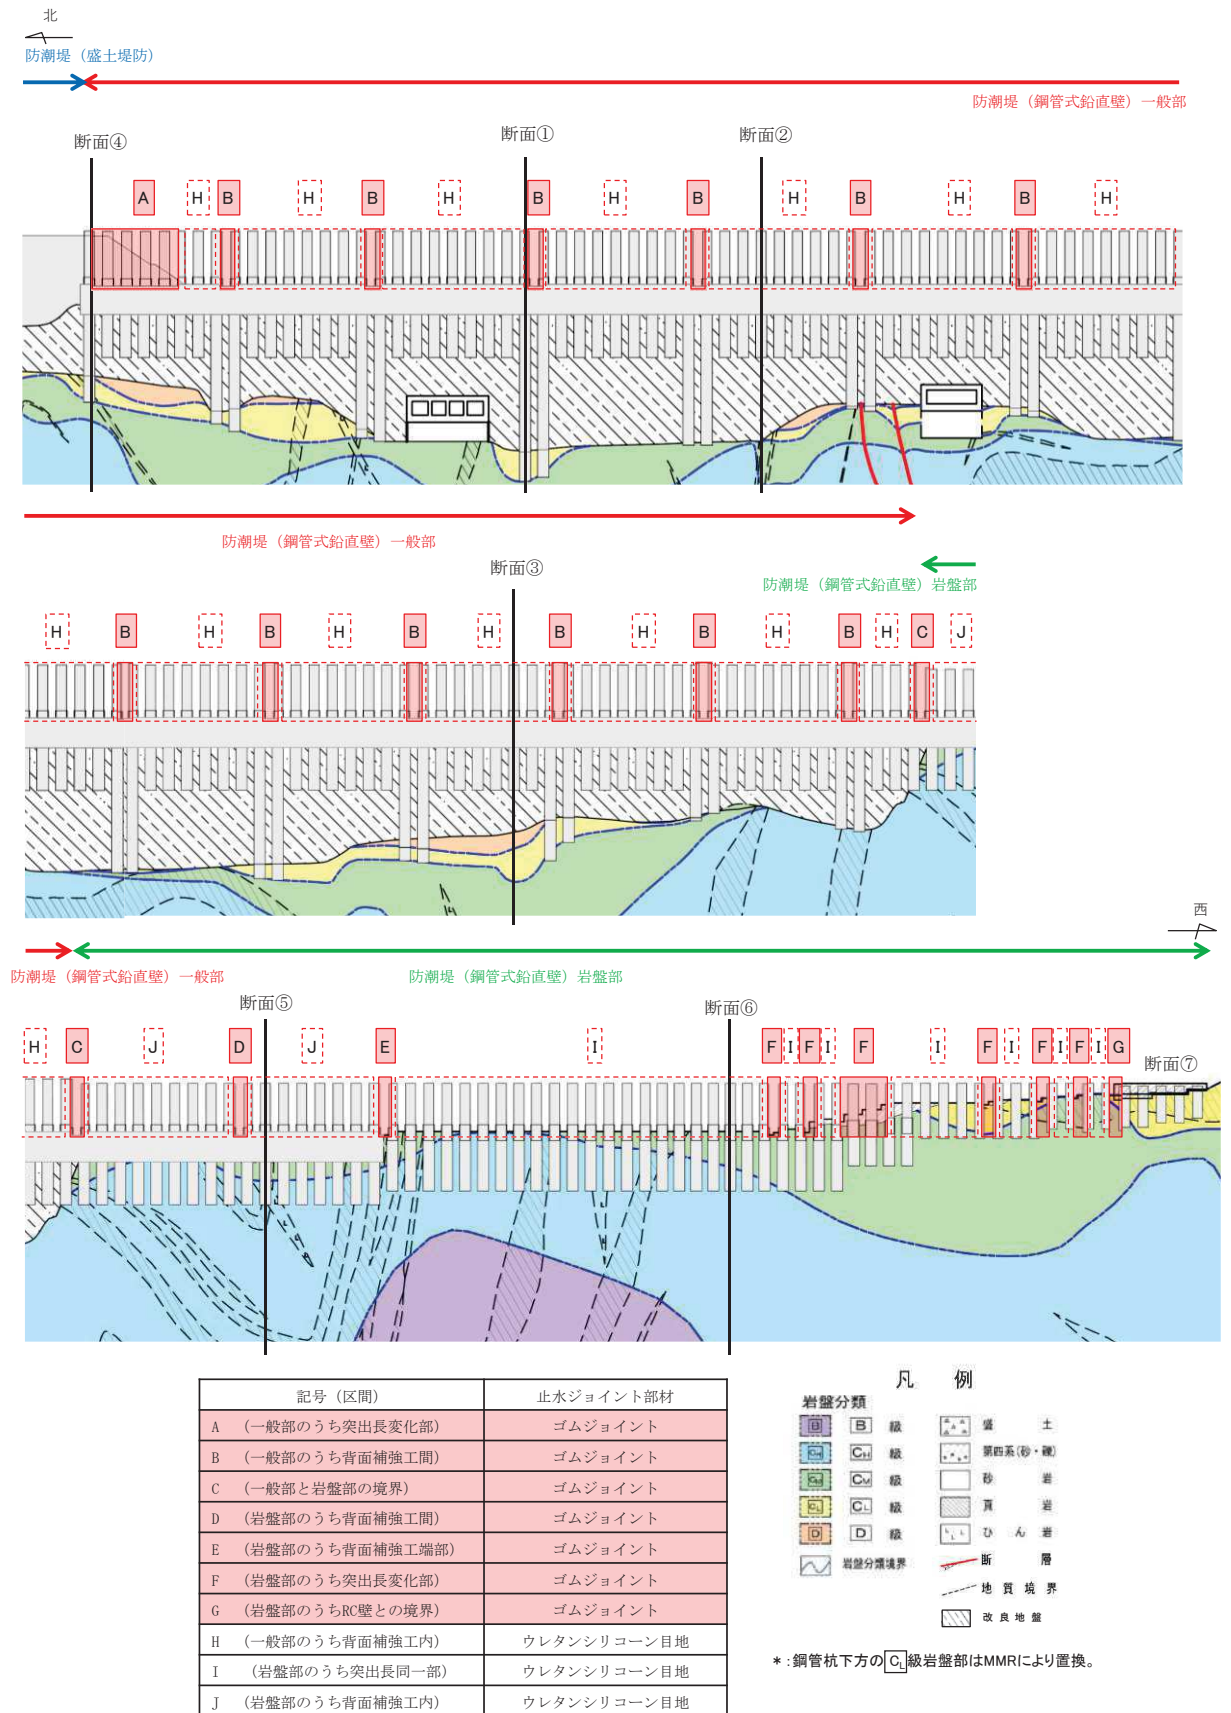 北
防潮堤（盛土堤防）
防潮堤（鋼管式鉛直壁）一般部
断面④ 断面① 断面②
A H B H B H B H B H B H B H
防潮堤（鋼管式鉛直壁）一般部
断面③
防潮堤（鋼管式鉛直壁）岩盤部
H B H B H B H B H B H B H C J
西
防潮堤（鋼管式鉛直壁）一般部 防潮堤（鋼管式鉛直壁）岩盤部
断面⑤ 断面⑥
H C J D J E I F I F I F I F I F I F I G
断面⑦
記号（区間） 止水ジョイント部材
A （一般部のうち突出長変化部） ゴムジョイント
B （一般部のうち背面補強工間） ゴムジョイント
C （一般部と岩盤部の境界） ゴムジョイント
D （岩盤部のうち背面補強工間） ゴムジョイント
E （岩盤部のうち背面補強工端部） ゴムジョイント
F （岩盤部のうち突出長変化部） ゴムジョイント
G （岩盤部のうちRC壁との境界） ゴムジョイント
H （一般部のうち背面補強工内） ウレタンシリコーン目地
I （岩盤部のうち突出長同一部） ウレタンシリコーン目地
J （岩盤部のうち背面補強工内） ウレタンシリコーン目地
凡 例
岩盤分類
B B 級 盛 土
CH CH 級 第四系(砂・礫)
CM CM 級 砂 岩
CL CL 級 頁 岩
D D 級 ひ ん 岩
岩盤分類境界 断 層
地 質 境 界
改 良 地 盤
＊:鋼管杭下方のCL級岩盤部はMMRにより置換。